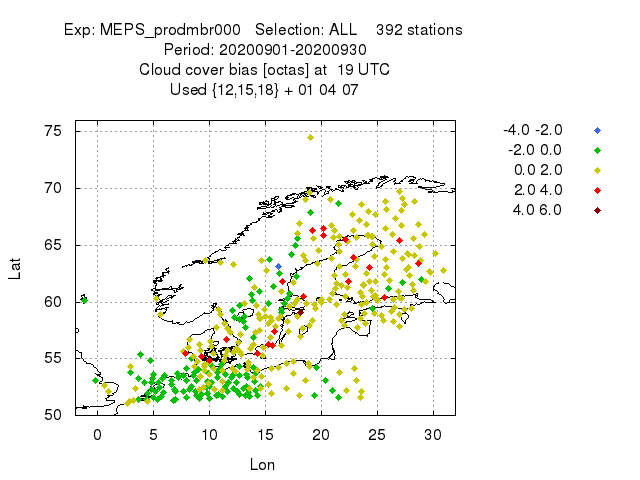 Exp: MEPS_prodmbr000   Selection: ALL    392 stations
Period: 20200901-20200930
Cloud cover bias [octas] at  19 UTC
Used {12,15,18} + 01 04 07
-4.0 -2.0
-2.0 0.0
0.0 2.0
2.0 4.0
4.0 6.0
Lat
75
70
65
60
55
50
0 5 10 15 20 25 30
Lon